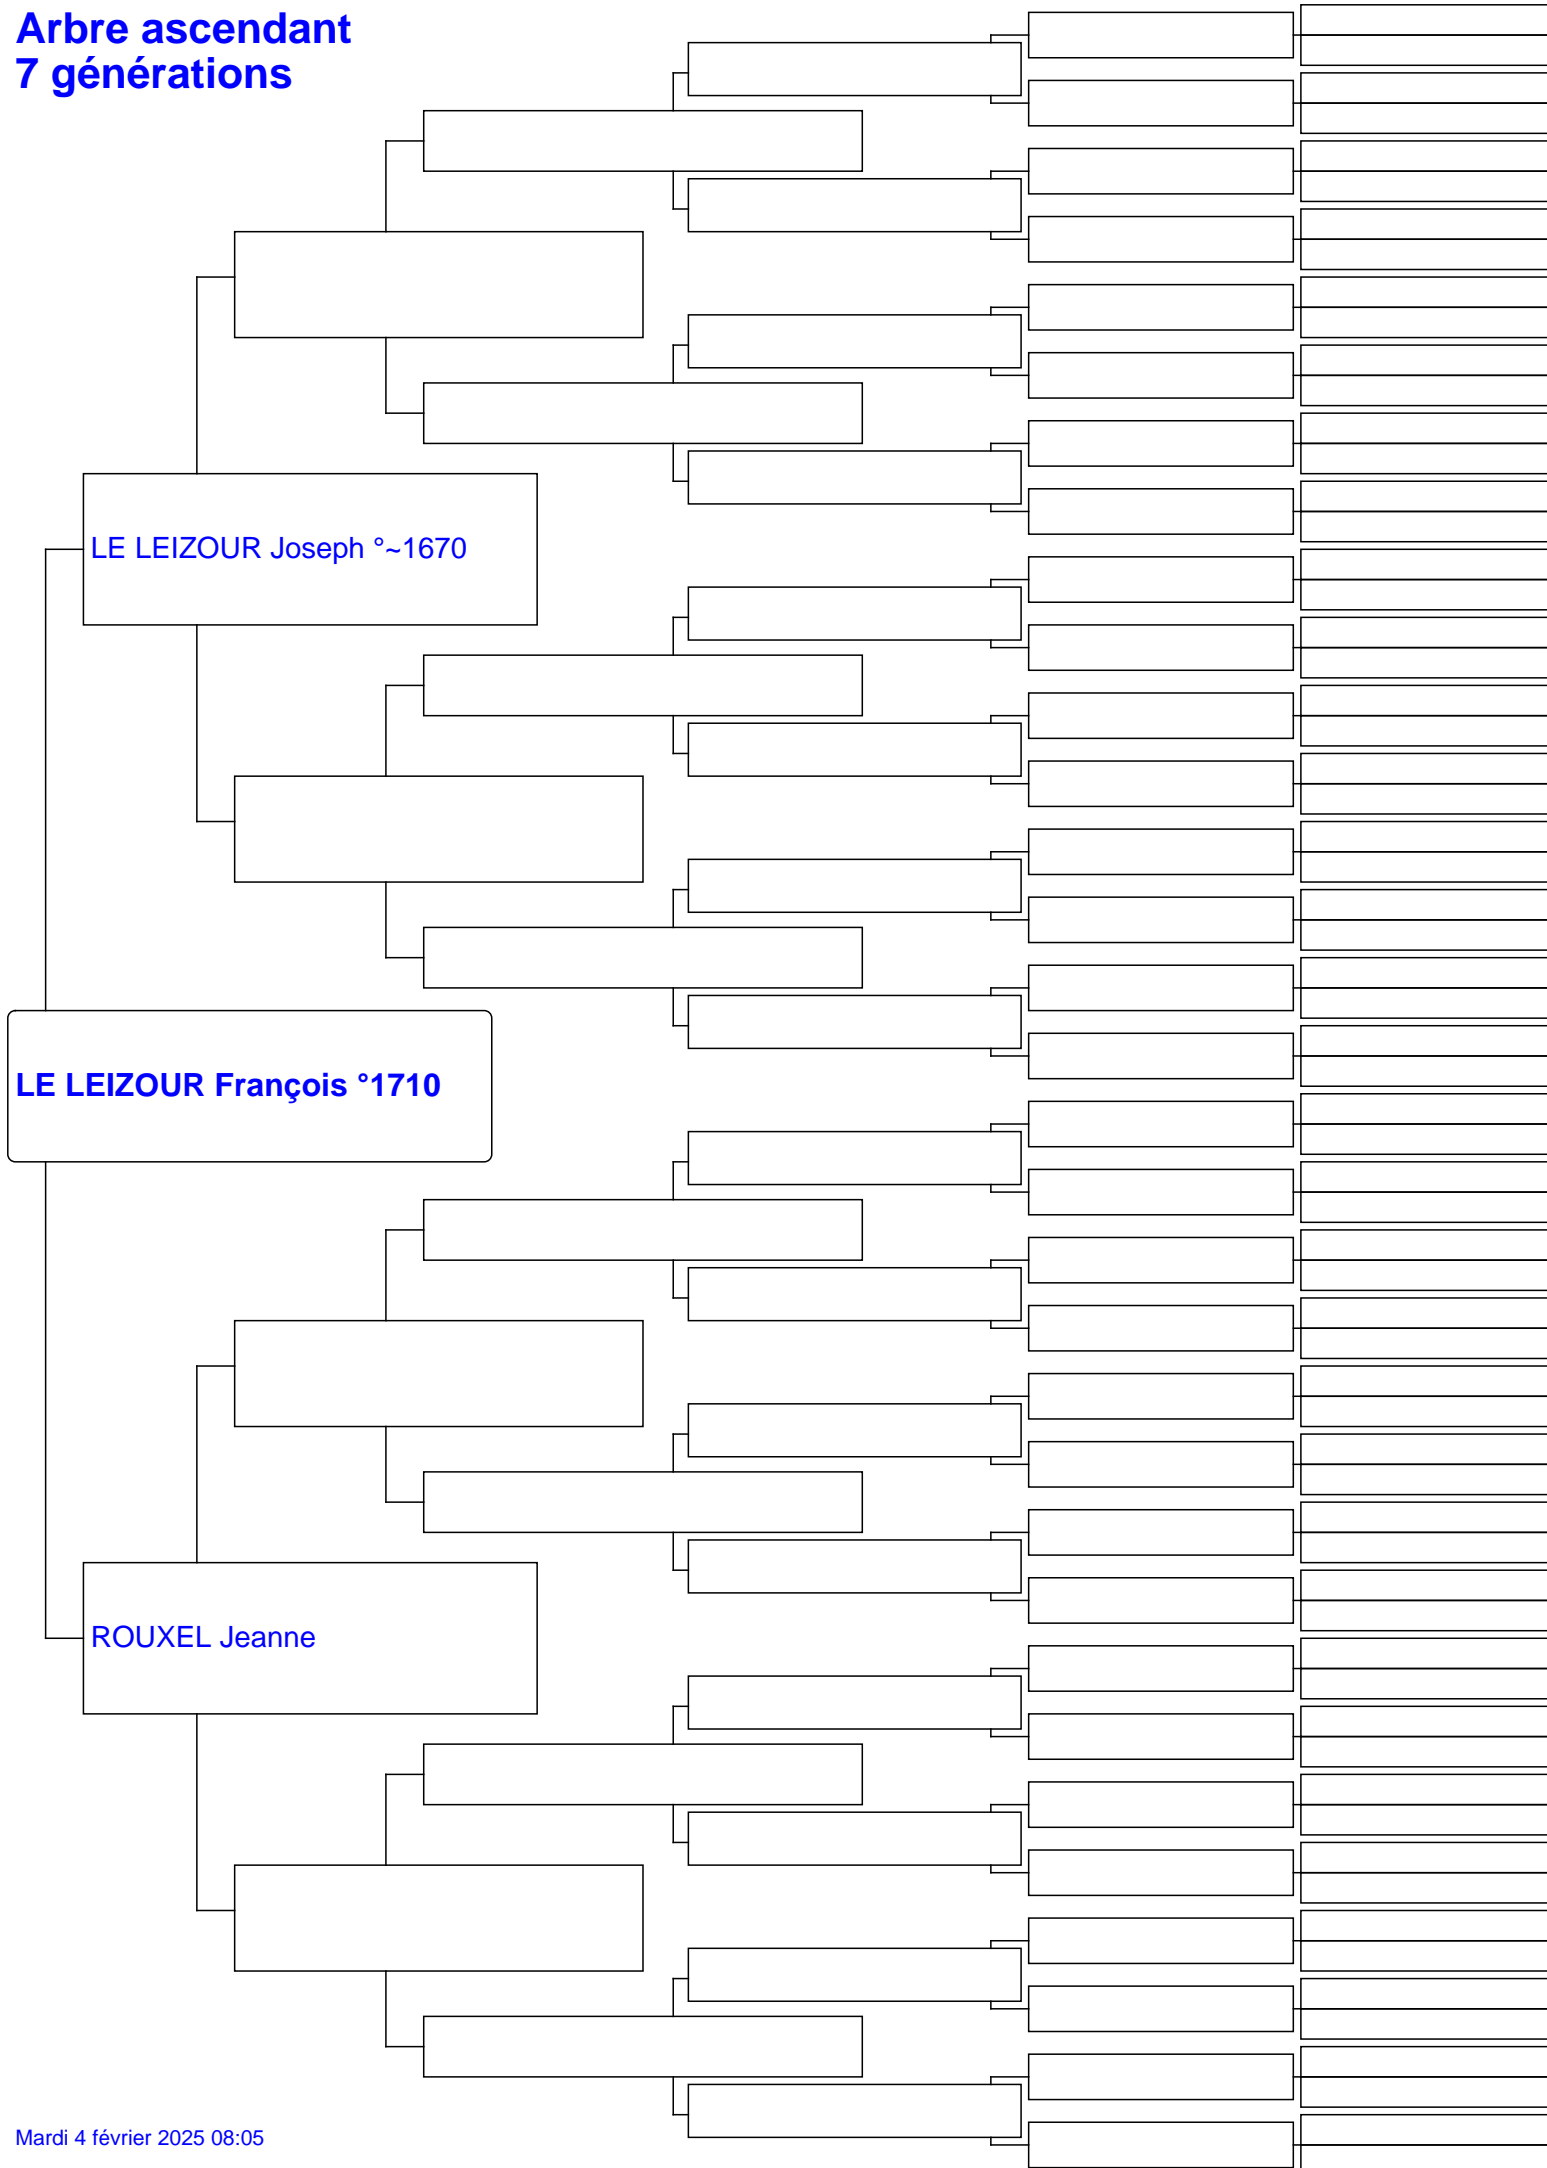 Arbre ascendant
7 générations
LE LEIZOUR Joseph °~1670
LE LEIZOUR François °1710
ROUXEL Jeanne
Mardi 4 février 2025 08:05